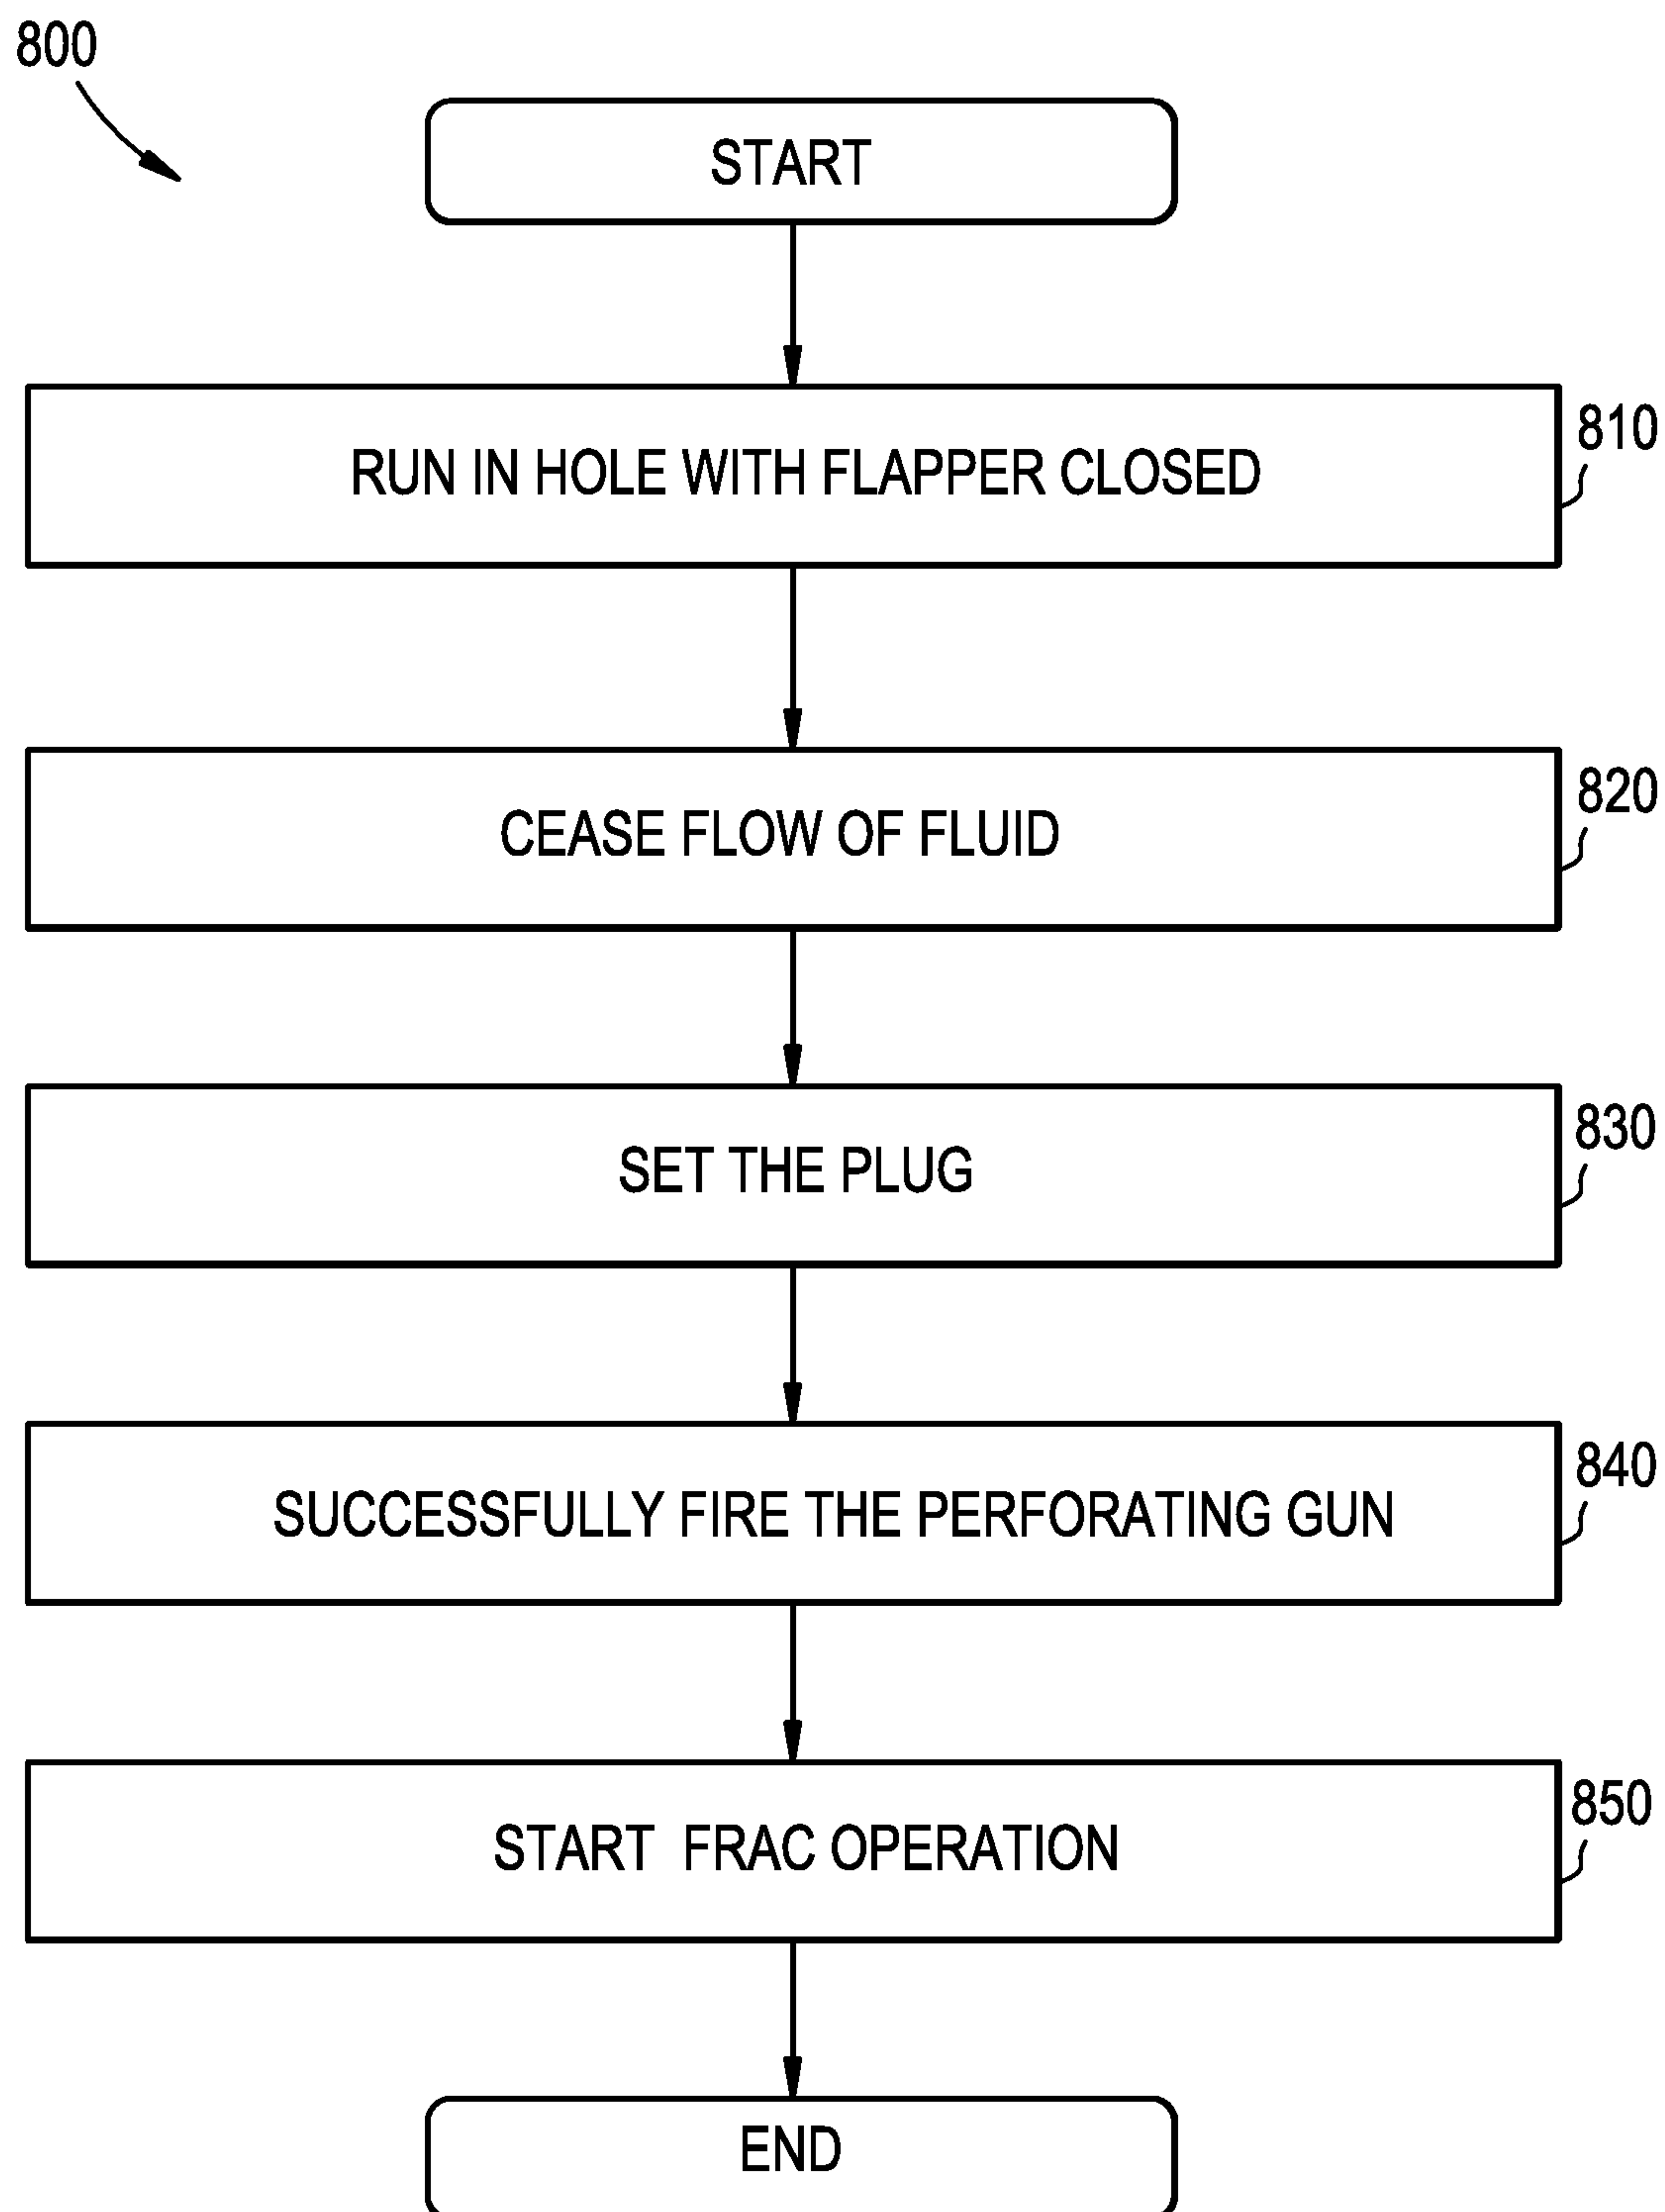 800
START
RUN IN HOLE WITH FLAPPER CLOSED
810
CEASE FLOW OF FLUID
820
SET THE PLUG
830
SUCCESSFULLY FIRE THE PERFORATING GUN
840
START FRAC OPERATION
850
END